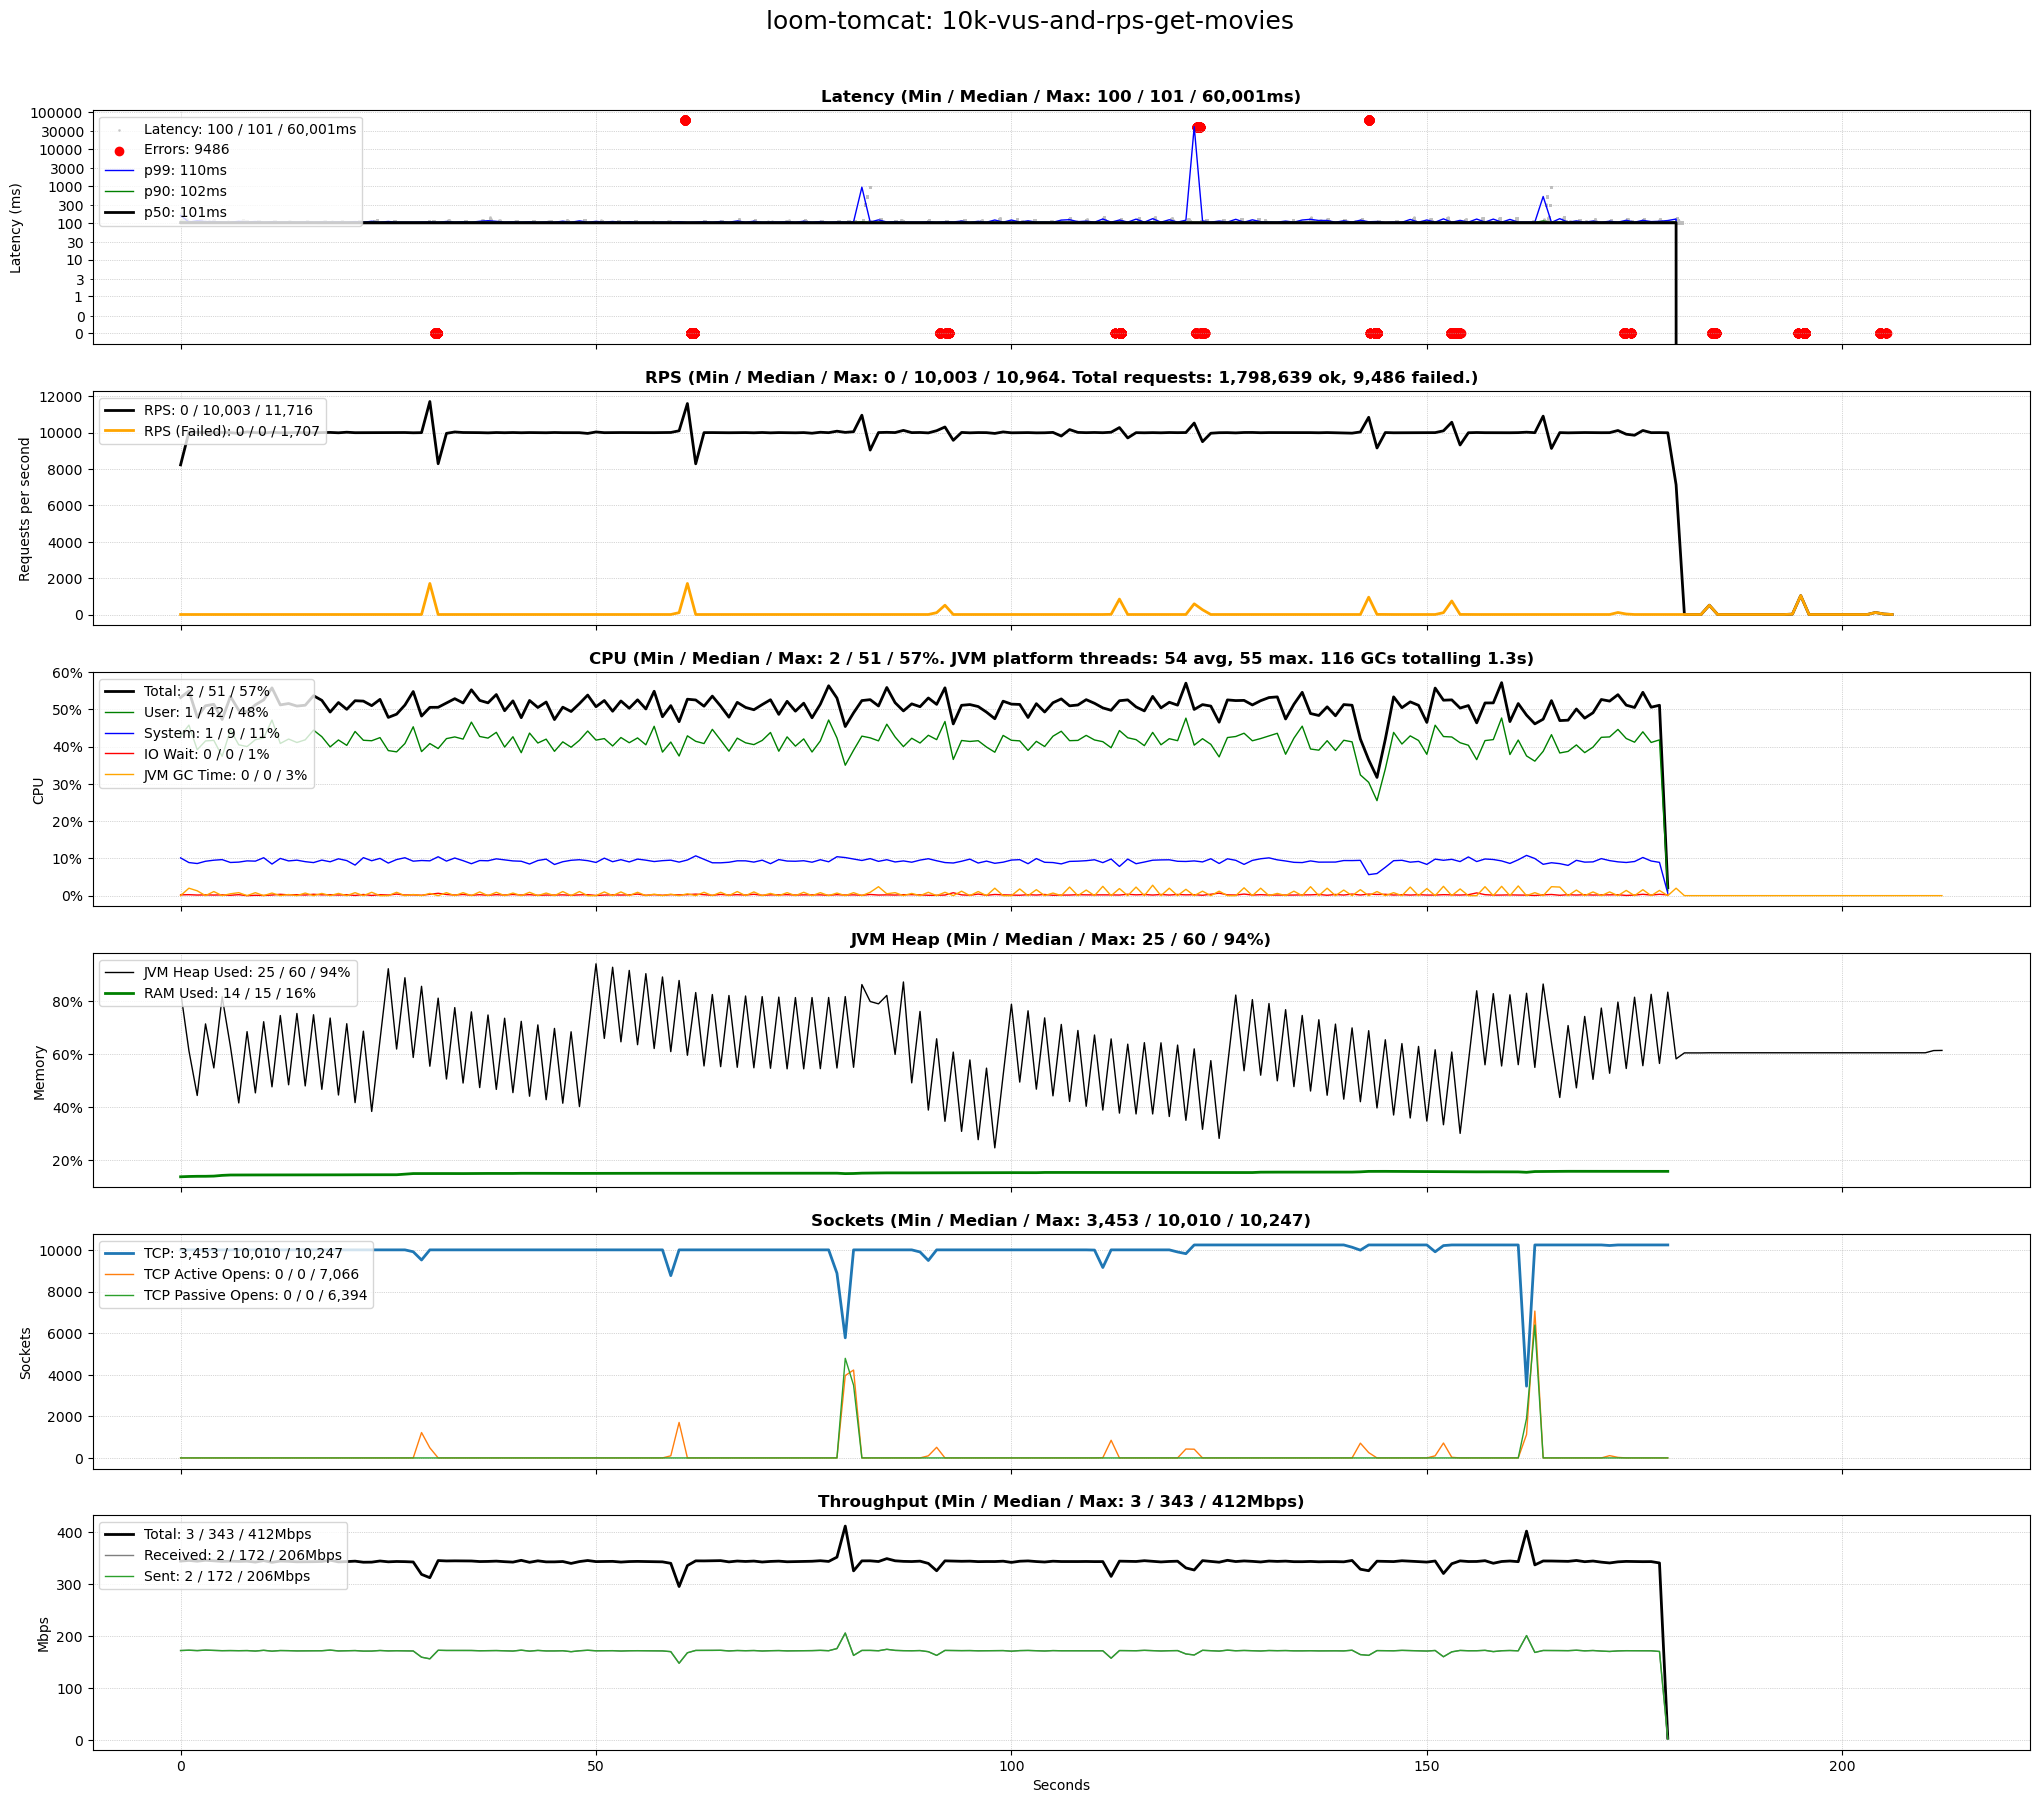 loom-tomcat: 10k-vus-and-rps-get-movies
Latency (Min / Median / Max: 100 / 101 / 60,001ms)
Latency (ms)
100000
30000
10000
3000
1000
300
100
30
10
3
1
0
0
Latency: 100 / 101 / 60,001ms
Errors: 9486
p99: 110ms
p90: 102ms
p50: 101ms
RPS (Min / Median / Max: 0 / 10,003 / 10,964. Total requests: 1,798,639 ok, 9,486 failed.)
Requests per second
12000
10000
8000
6000
4000
2000
0
RPS: 0 / 10,003 / 11,716
RPS (Failed): 0 / 0 / 1,707
CPU (Min / Median / Max: 2 / 51 / 57%. JVM platform threads: 54 avg, 55 max. 116 GCs totalling 1.3s)
CPU
60%
50%
40%
30%
20%
10%
0%
Total: 2 / 51 / 57%
User: 1 / 42 / 48%
System: 1 / 9 / 11%
IO Wait: 0 / 0 / 1%
JVM GC Time: 0 / 0 / 3%
JVM Heap (Min / Median / Max: 25 / 60 / 94%)
Memory
80%
60%
40%
20%
JVM Heap Used: 25 / 60 / 94%
RAM Used: 14 / 15 / 16%
Sockets (Min / Median / Max: 3,453 / 10,010 / 10,247)
Sockets
10000
8000
6000
4000
2000
0
TCP: 3,453 / 10,010 / 10,247
TCP Active Opens: 0 / 0 / 7,066
TCP Passive Opens: 0 / 0 / 6,394
Throughput (Min / Median / Max: 3 / 343 / 412Mbps)
Mbps
400
300
200
100
0
Total: 3 / 343 / 412Mbps
Received: 2 / 172 / 206Mbps
Sent: 2 / 172 / 206Mbps
0
50
100
150
200
Seconds